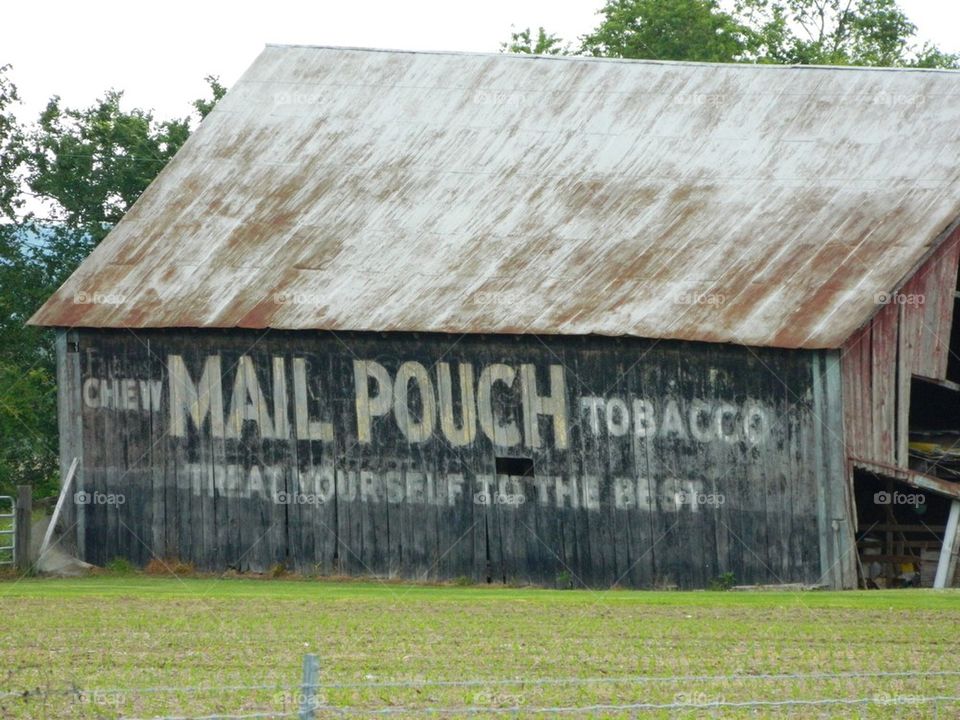 CHEW MAIL POUCH TOBACCO
TREAT YOURSELF TO THE BEST